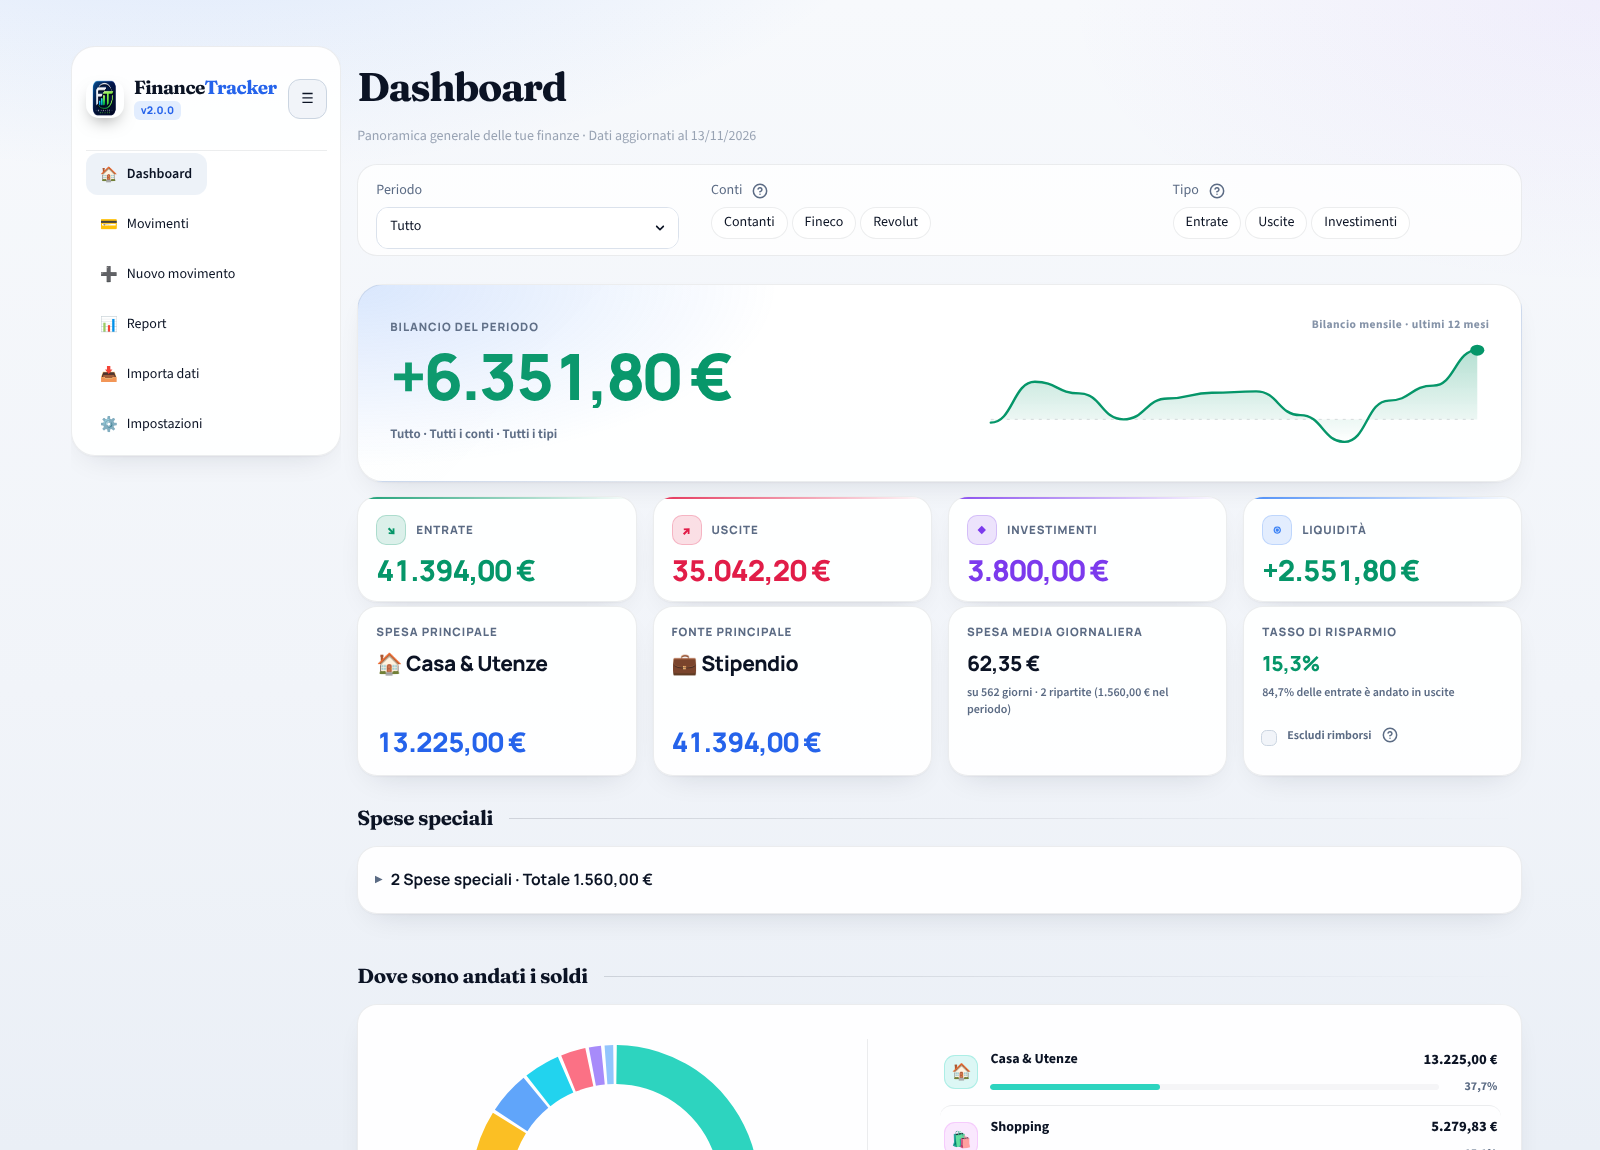 FinanceTracker
v2.0.0
Dashboard
Movimenti
Nuovo movimento
Report
Importa dati
Impostazioni
Dashboard
Panoramica generale delle tue finanze · Dati aggiornati al 13/11/2026
Periodo
Tutto
Conti
Contanti Fineco Revolut
Tipo
Entrate Uscite Investimenti
BILANCIO DEL PERIODO
+6.351,80 €
Tutto · Tutti i conti · Tutti i tipi
Bilancio mensile · ultimi 12 mesi
ENTRATE
41.394,00 €
USCITE
35.042,20 €
INVESTIMENTI
3.800,00 €
LIQUIDITÀ
+2.551,80 €
SPESA PRINCIPALE
Casa & Utenze
13.225,00 €
FONTE PRINCIPALE
Stipendio
41.394,00 €
SPESA MEDIA GIORNALIERA
62,35 €
su 562 giorni · 2 ripartite (1.560,00 € nel
periodo)
TASSO DI RISPARMIO
15,3%
84,7% delle entrate è andato in uscite
Escludi rimborsi
Spese speciali
2 Spese speciali · Totale 1.560,00 €
Dove sono andati i soldi
Casa & Utenze 13.225,00 €
37,7%
Shopping 5.279,83 €